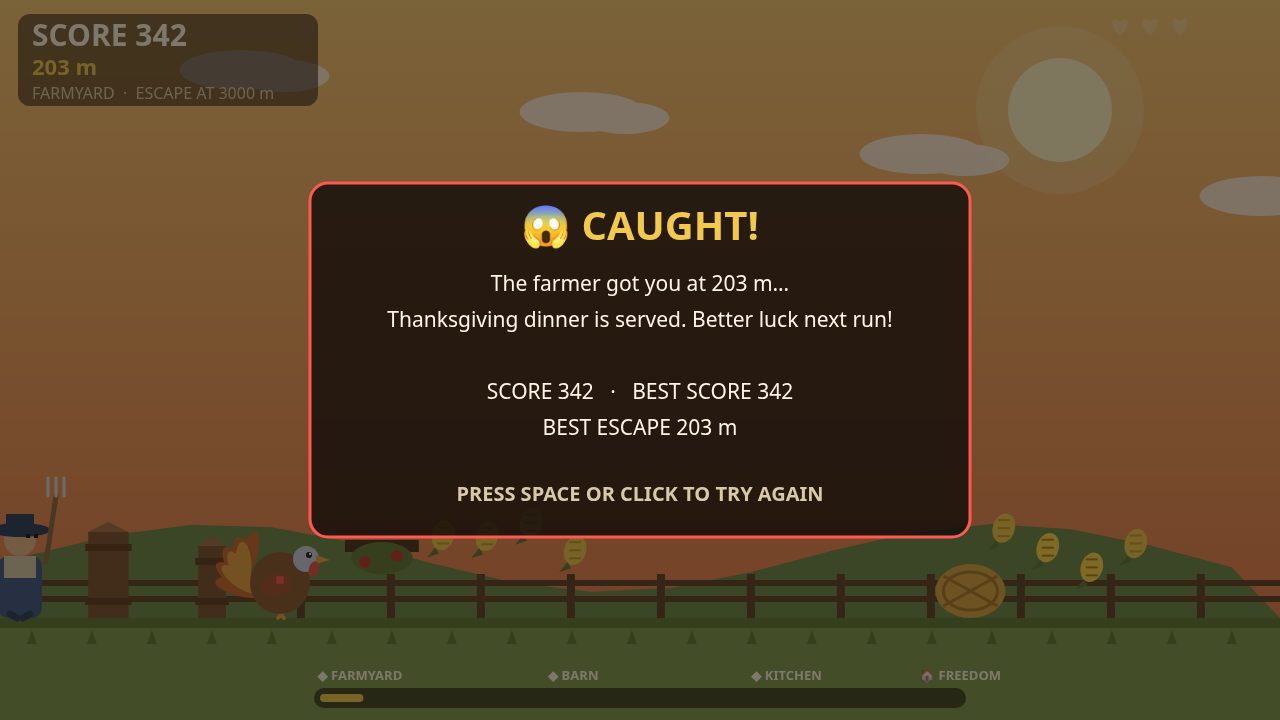 SCORE 342
203 m
FARMYARD · ESCAPE AT 3000 m
😱 CAUGHT!
The farmer got you at 203 m...
Thanksgiving dinner is served. Better luck next run!
SCORE 342 · BEST SCORE 342
BEST ESCAPE 203 m
PRESS SPACE OR CLICK TO TRY AGAIN
◆ FARMYARD ◆ BARN ◆ KITCHEN 🏠 FREEDOM